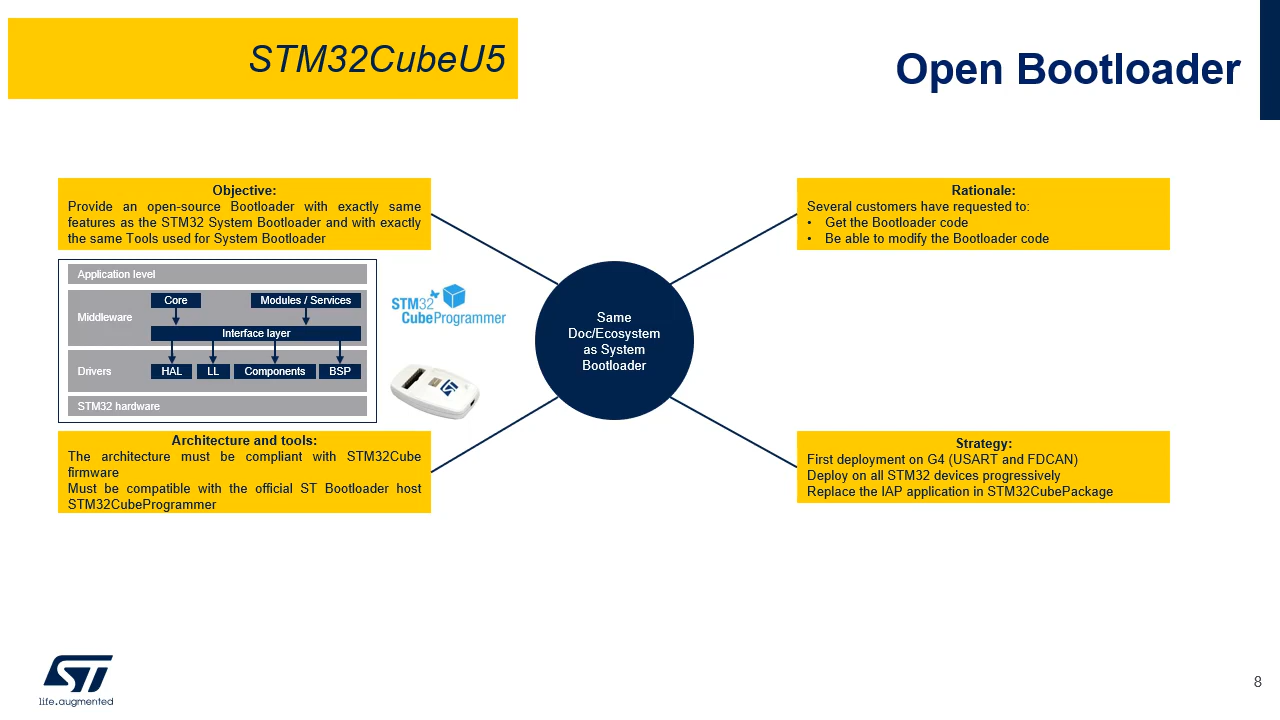 STM32CubeU5
Open Bootloader
Objective:
Provide an open-source Bootloader with exactly same
features as the STM32 System Bootloader and with exactly
the same Tools used for System Bootloader
Rationale:
Several customers have requested to:
• Get the Bootloader code
• Be able to modify the Bootloader code
Application level
Middleware
Core
Modules / Services
Interface layer
Drivers
HAL
LL
Components
BSP
STM32 hardware
STM32
CubeProgrammer
ST
Same
Doc/Ecosystem
as System
Bootloader
Architecture and tools:
The architecture must be compliant with STM32Cube
firmware
Must be compatible with the official ST Bootloader host
STM32CubeProgrammer
Strategy:
First deployment on G4 (USART and FDCAN)
Deploy on all STM32 devices progressively
Replace the IAP application in STM32CubePackage
ST
life.augmented
8